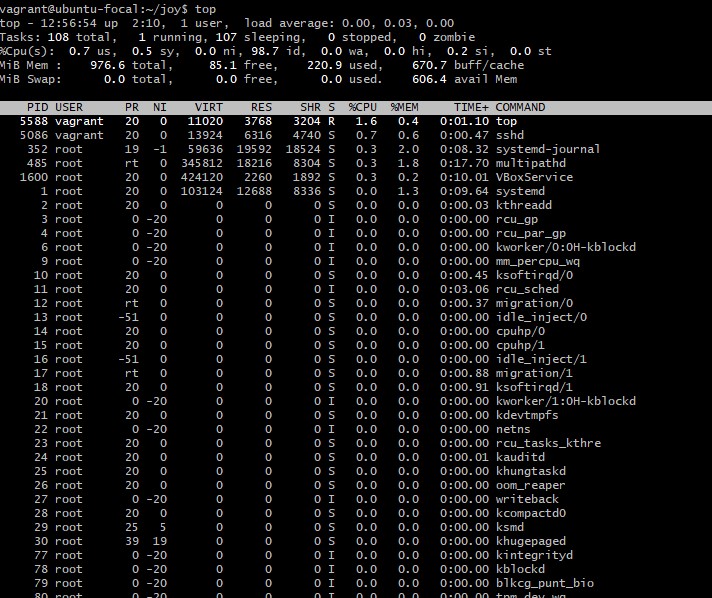 vagrant@ubuntu-focal:~/joy$ top
top - 12:56:54 up  2:10,  1 user,  load average: 0.00, 0.03, 0.00
Tasks: 108 total,   1 running, 107 sleeping,   0 stopped,   0 zombie
%Cpu(s):  0.7 us,  0.5 sy,  0.0 ni, 98.7 id,  0.0 wa,  0.0 hi,  0.2 si,  0.0 st
MiB Mem :    976.6 total,     85.1 free,    220.9 used,    670.7 buff/cache
MiB Swap:      0.0 total,      0.0 free,      0.0 used.    606.4 avail Mem
PID USER      PR  NI    VIRT    RES    SHR S  %CPU  %MEM     TIME+ COMMAND
5588 vagrant   20   0   11020   3768   3204 R   1.6   0.4   0:01.10 top
5086 vagrant   20   0   13924   6316   4740 S   0.7   0.6   0:00.47 sshd
352 root      19  -1   59636  19592  18524 S   0.3   2.0   0:08.32 systemd-journal
485 root      rt   0  345812  18216   8304 S   0.3   1.8   0:17.70 multipathd
1600 root      20   0  424120   2260   1892 S   0.3   0.2   0:10.01 VBoxService
1 root      20   0  103124  12688   8336 S   0.0   1.3   0:09.64 systemd
2 root      20   0       0      0      0 S   0.0   0.0   0:00.03 kthreadd
3 root       0 -20       0      0      0 I   0.0   0.0   0:00.00 rcu_gp
4 root       0 -20       0      0      0 I   0.0   0.0   0:00.00 rcu_par_gp
6 root       0 -20       0      0      0 I   0.0   0.0   0:00.00 kworker/0:0H-kblockd
9 root       0 -20       0      0      0 I   0.0   0.0   0:00.00 mm_percpu_wq
10 root      20   0       0      0      0 S   0.0   0.0   0:00.45 ksoftirqd/0
11 root      20   0       0      0      0 I   0.0   0.0   0:03.06 rcu_sched
12 root      rt   0       0      0      0 S   0.0   0.0   0:00.37 migration/0
13 root     -51   0       0      0      0 S   0.0   0.0   0:00.00 idle_inject/0
14 root      20   0       0      0      0 S   0.0   0.0   0:00.00 cpuhp/0
15 root      20   0       0      0      0 S   0.0   0.0   0:00.00 cpuhp/1
16 root     -51   0       0      0      0 S   0.0   0.0   0:00.00 idle_inject/1
17 root      rt   0       0      0      0 S   0.0   0.0   0:00.88 migration/1
18 root      20   0       0      0      0 S   0.0   0.0   0:00.91 ksoftirqd/1
20 root       0 -20       0      0      0 I   0.0   0.0   0:00.00 kworker/1:0H-kblockd
21 root      20   0       0      0      0 S   0.0   0.0   0:00.00 kdevtmpfs
22 root       0 -20       0      0      0 I   0.0   0.0   0:00.00 netns
23 root      20   0       0      0      0 S   0.0   0.0   0:00.00 rcu_tasks_kthre
24 root      20   0       0      0      0 S   0.0   0.0   0:00.01 kauditd
25 root      20   0       0      0      0 S   0.0   0.0   0:00.00 khungtaskd
26 root      20   0       0      0      0 S   0.0   0.0   0:00.00 oom_reaper
27 root       0 -20       0      0      0 I   0.0   0.0   0:00.00 writeback
28 root      20   0       0      0      0 S   0.0   0.0   0:00.00 kcompactd0
29 root      25   5       0      0      0 S   0.0   0.0   0:00.00 ksmd
30 root      39  19       0      0      0 S   0.0   0.0   0:00.00 khugepaged
77 root       0 -20       0      0      0 I   0.0   0.0   0:00.00 kintegrityd
78 root       0 -20       0      0      0 I   0.0   0.0   0:00.00 kblockd
79 root       0 -20       0      0      0 I   0.0   0.0   0:00.00 blkcg_punt_bio
80 root       0 -20       0      0      0 I   0.0   0.0   0:00.00 tpm_dev_wq